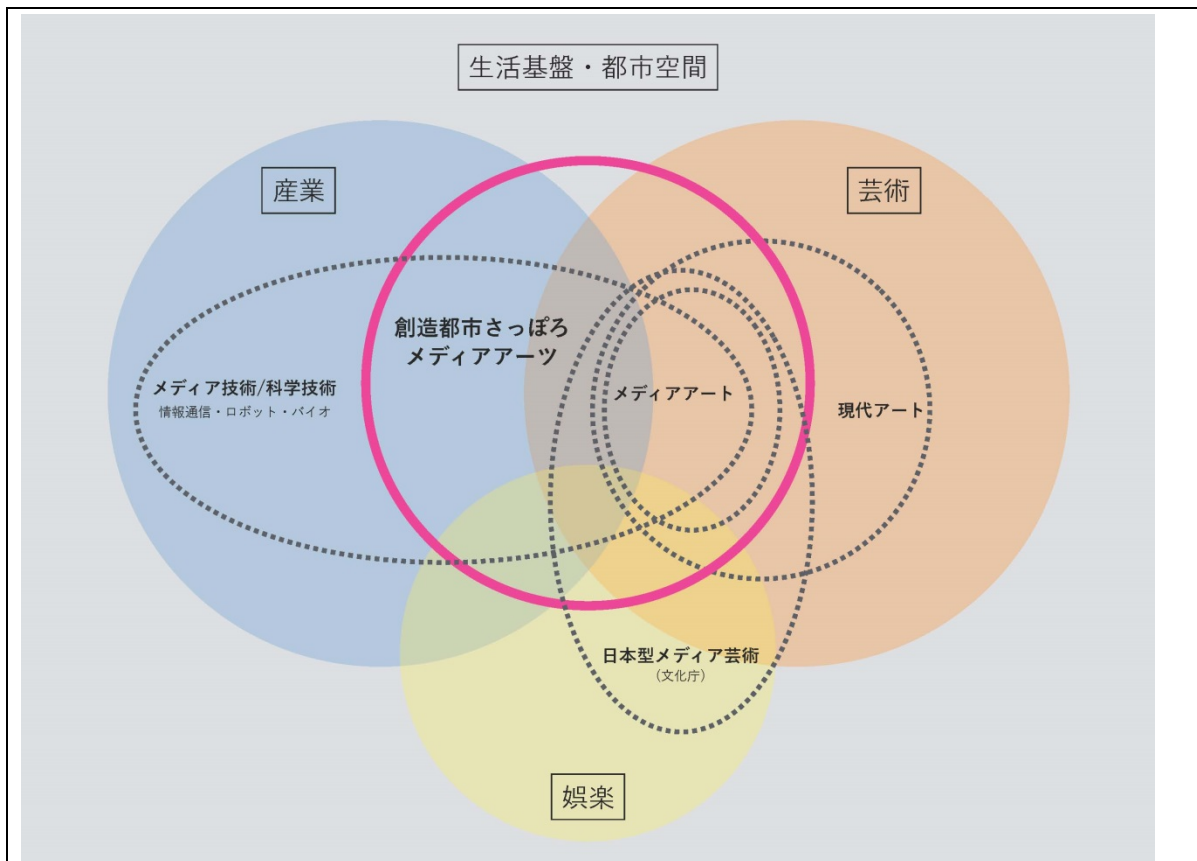 生活基盤・都市空間
産業
芸術
創造都市さっぽろ
メディアアーツ
メディア技術/科学技術
情報通信・ロボット・バイオ
メディアアート
現代アート
日本型メディア芸術
(文化庁)
娯楽